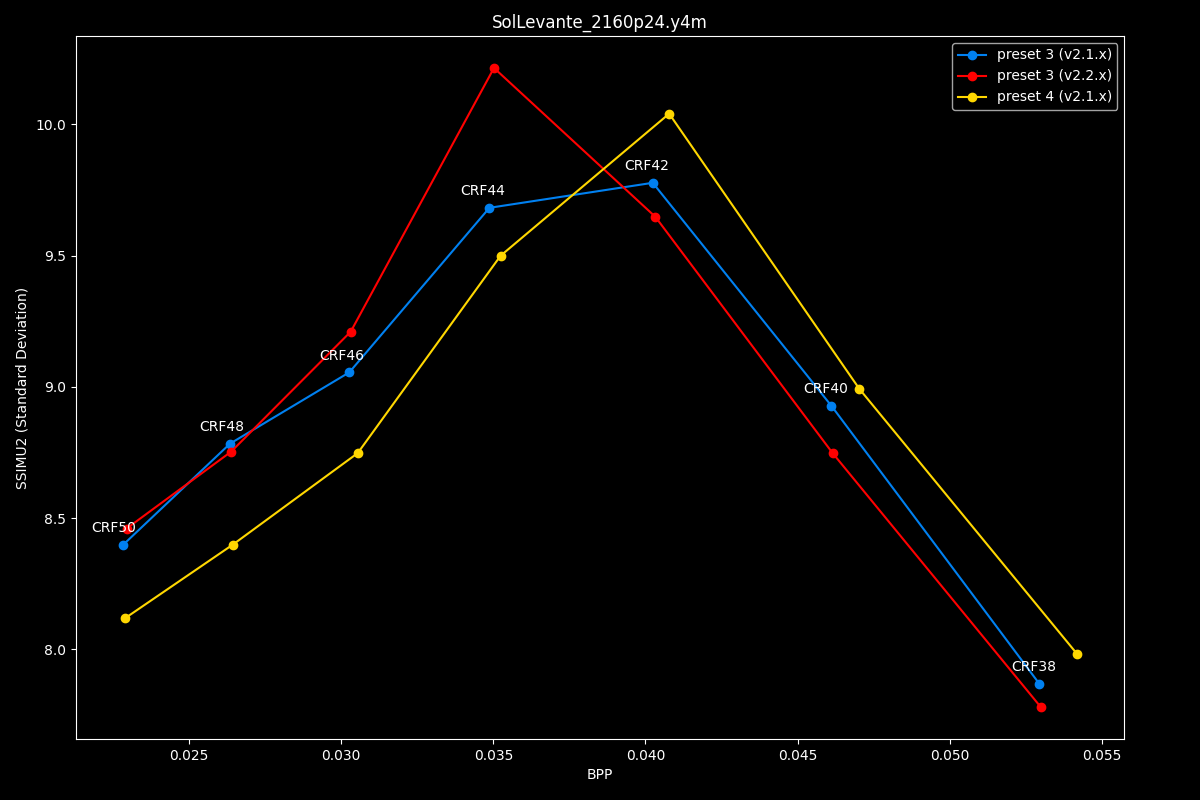 SolLevante_2160p24.y4m
preset 3 (v2.1.x)
preset 3 (v2.2.x)
preset 4 (v2.1.x)
SSIMU2 (Standard Deviation)
10.0
9.5
9.0
8.5
8.0
CRF42
CRF44
CRF46
CRF40
CRF48
CRF50
CRF38
0.025
0.030
0.035
0.040
0.045
0.050
0.055
BPP